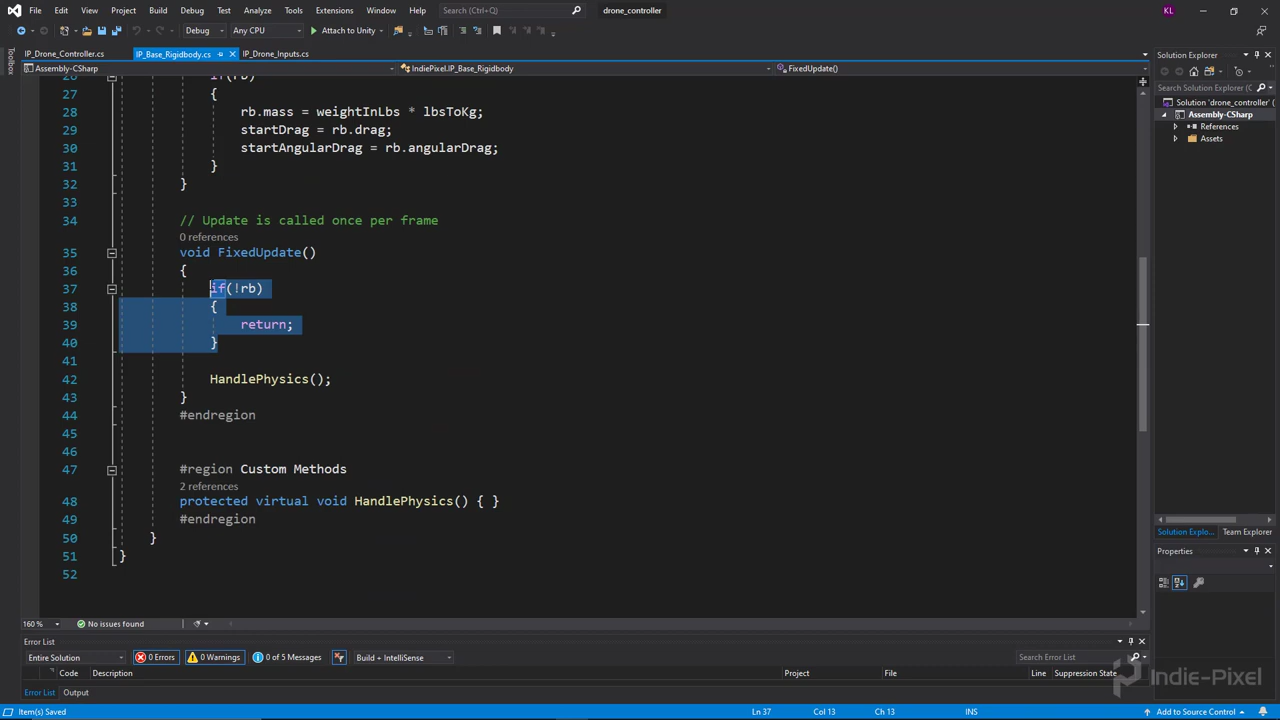 File Edit View Project Build Debug Test Analyze Tools Extensions Window Help Search (Ctrl+Q) drone_controller KL
Debug Any CPU Attach to Unity
Toolbox
IP_Drone_Controller.cs IP_Base_Rigidbody.cs IP_Drone_Inputs.cs
Assembly-CSharp IndiePixel.IP_Base_Rigidbody FixedUpdate()
26 if(rb)
27 {
28 rb.mass = weightInLbs * lbsToKg;
29 startDrag = rb.drag;
30 startAngularDrag = rb.angularDrag;
31 }
32 }
33
34 // Update is called once per frame
0 references
35 void FixedUpdate()
36 {
37 if(!rb)
38 {
39 return;
40 }
41
42 HandlePhysics();
43 }
44 #endregion
45
46
47 #region Custom Methods
2 references
48 protected virtual void HandlePhysics() { }
49 #endregion
50 }
51 }
52
160 % No issues found
Solution Explorer
Search Solution Explorer (Ctrl+
Solution 'drone_controller' (
Assembly-CSharp
References
Assets
Solution Explo... Team Explorer
Properties
Error List
Entire Solution 0 Errors 0 Warnings 0 of 5 Messages Build + IntelliSense Search Error List
Code Description Project File Line Suppression State
Error List Output
Indie-Pixel
Item(s) Saved Ln 37 Col 13 Ch 13 INS Add to Source Control